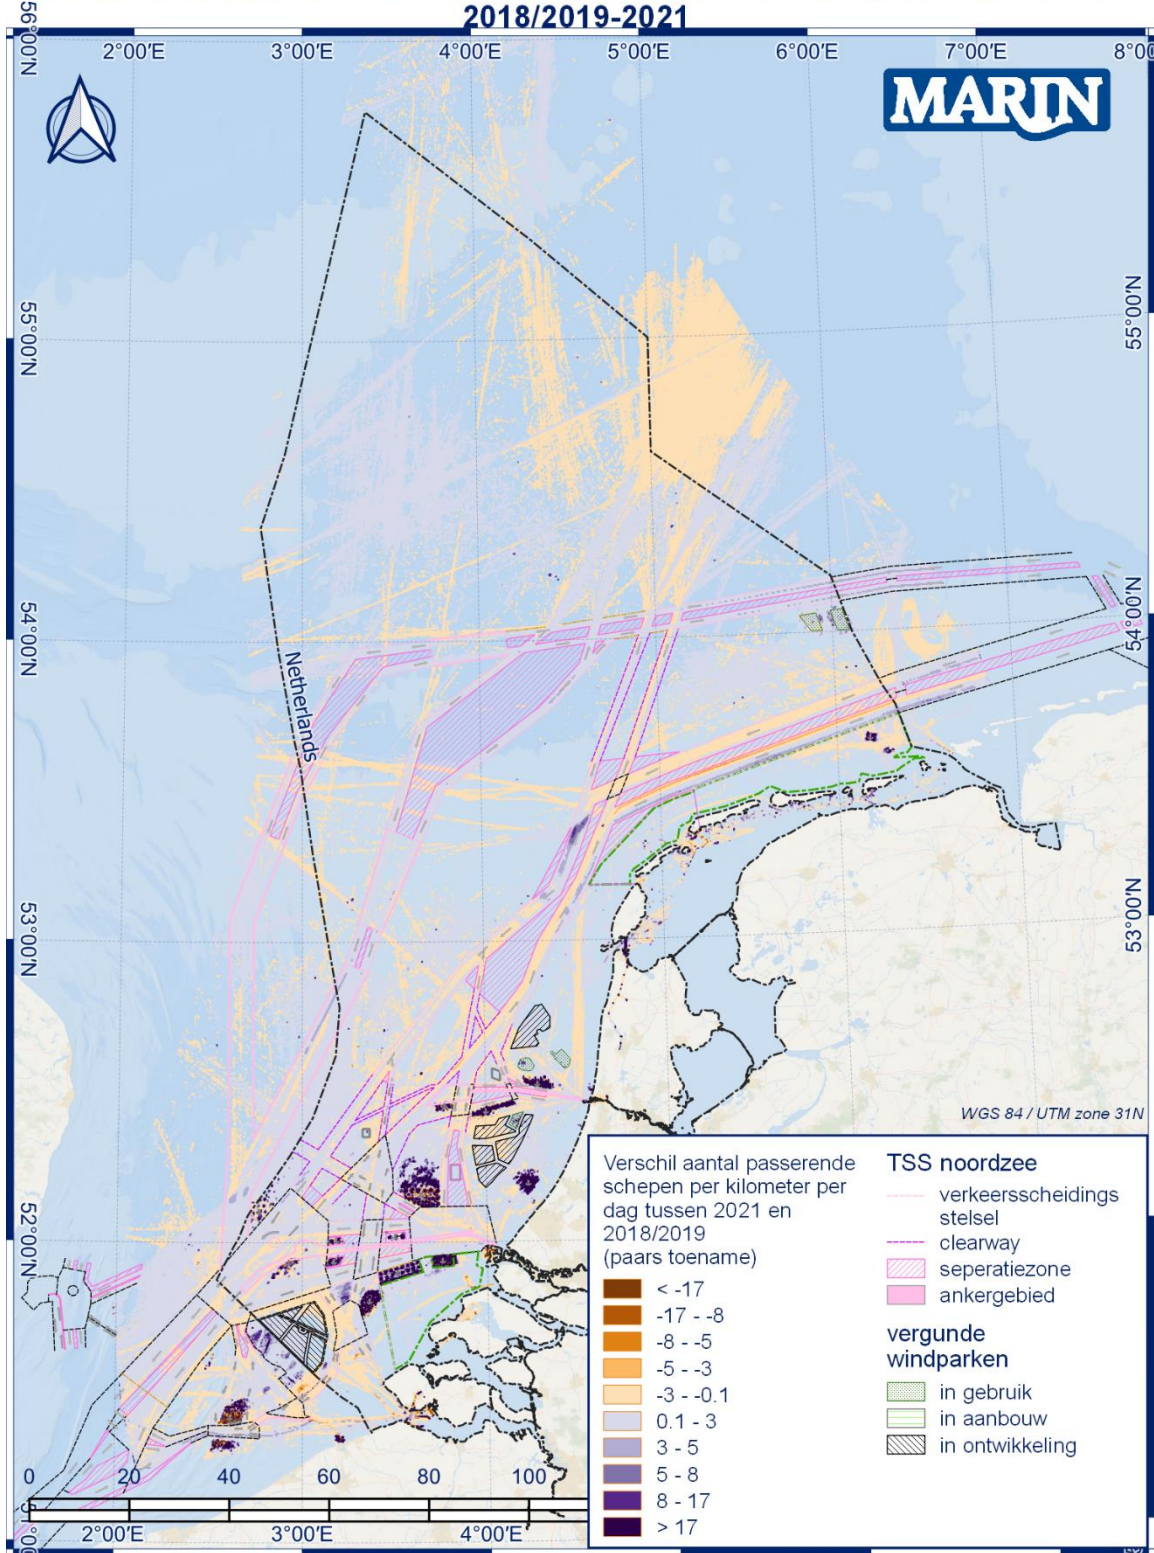 2018/2019-2021
2°00'E
3°00'E
4°00'E
5°00'E
6°00'E
7°00'E
8°00
56°00'N
MARIN
55°00'N
55°00'N
54°00'N
54°00'N
Netherlands
53°00'N
53°00'N
WGS 84 / UTM zone 31N
52°00'N
Verschil aantal passerende
schepen per kilometer per
dag tussen 2021 en
2018/2019
(paars toename)
< -17
-17 - -8
-8 - -5
-5 - -3
-3 - -0.1
0.1 - 3
3 - 5
5 - 8
8 - 17
> 17
TSS noordzee
verkeersscheidings
stelsel
clearway
seperatiezone
ankergebied
vergunde
windparken
in gebruik
in aanbouw
in ontwikkeling
0
20
40
60
80
100
2°00'E
3°00'E
4°00'E